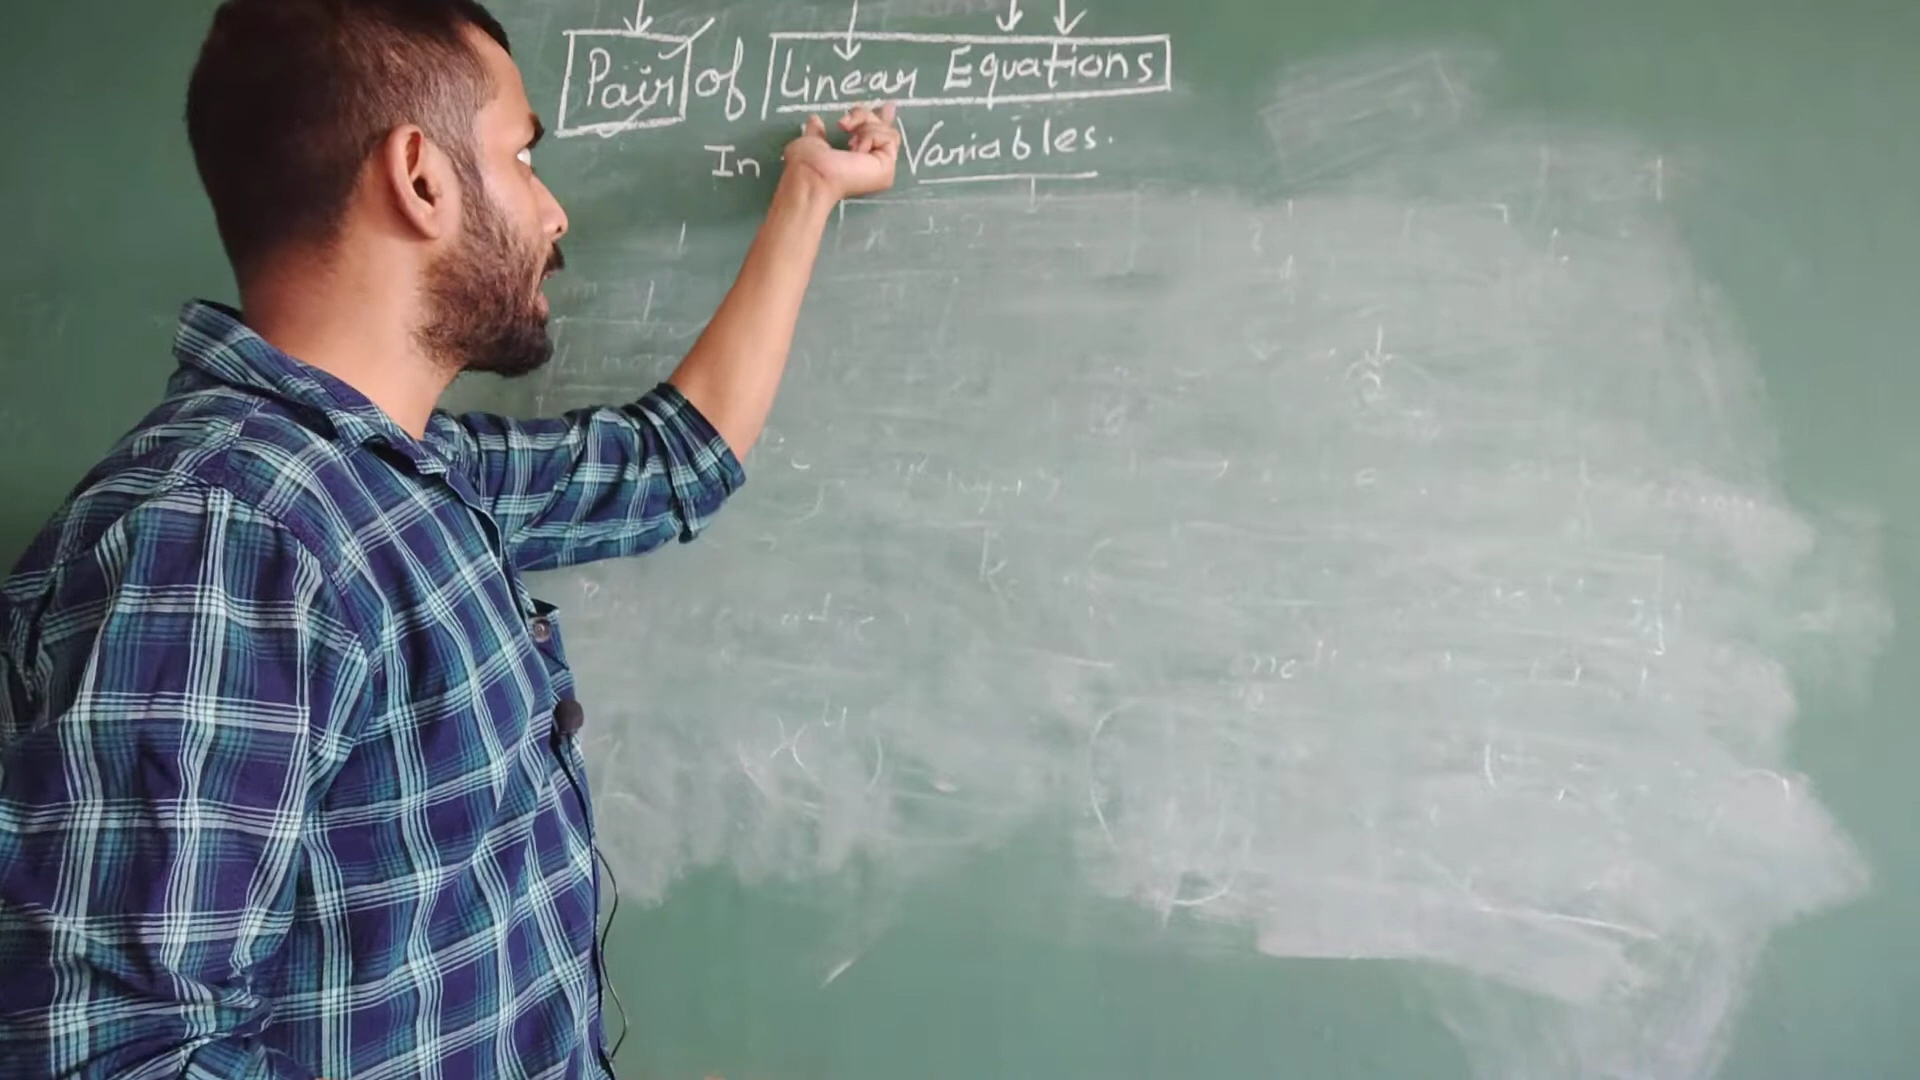 Pair of Linear Equations
In Variables.